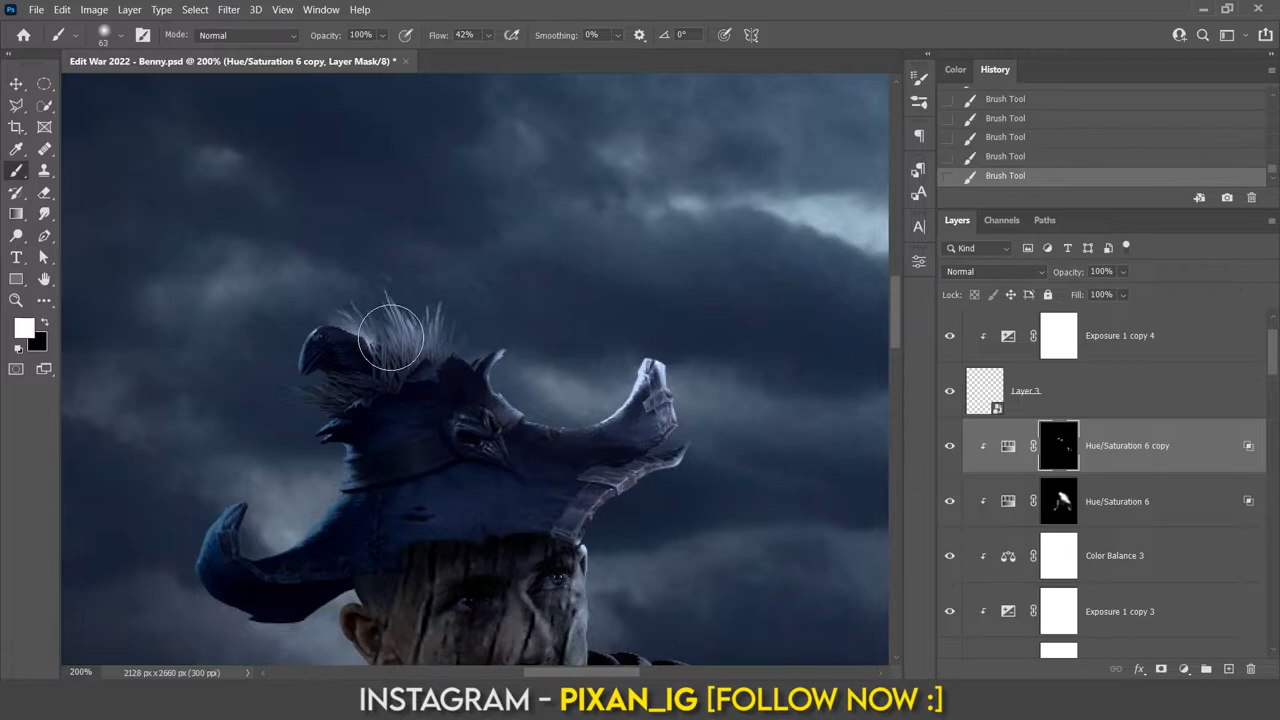 Ps File Edit Image Layer Type Select Filter 3D View Window Help
63 Mode: Normal Opacity: 100% Flow: 42% Smoothing: 0% 0°
Edit War 2022 - Benny.psd @ 200% (Hue/Saturation 6 copy, Layer Mask/8) *
Color History
Brush Tool
Brush Tool
Brush Tool
Brush Tool
Brush Tool
Layers Channels Paths
Kind
Normal Opacity: 100%
Lock: Fill: 100%
Exposure 1 copy 4
Layer 3
Hue/Saturation 6 copy
Hue/Saturation 6
Color Balance 3
Exposure 1 copy 3
200% 2128 px x 2660 px (300 ppi)
INSTAGRAM - PIXAN_IG [FOLLOW NOW :]